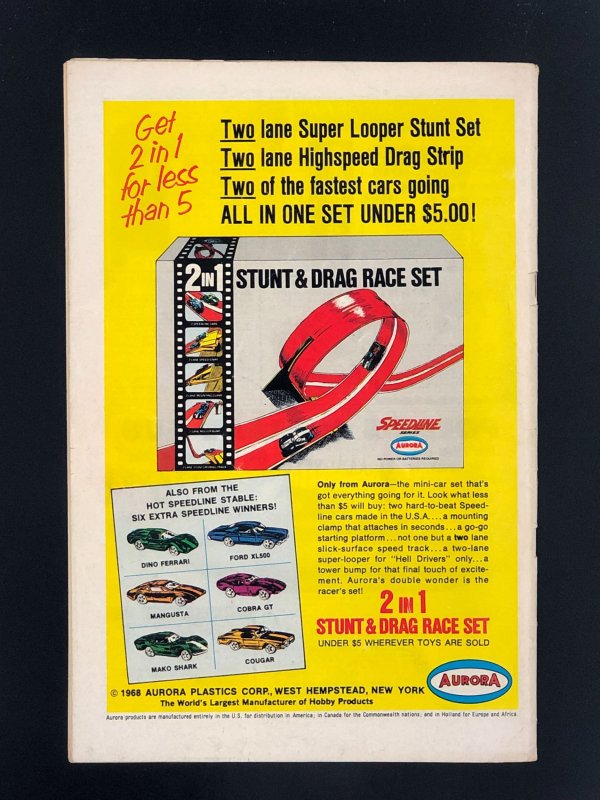 Get
2 in 1
for less
than 5
Two lane Super Looper Stunt Set
Two lane Highspeed Drag Strip
Two of the fastest cars going
ALL IN ONE SET UNDER $5.00!
2 IN 1
STUNT & DRAG RACE SET
SPEEDLINE
SERIES
AURORA
NO POWER OR BATTERIES REQUIRED
ALSO FROM THE
HOT SPEEDLINE STABLE:
SIX EXTRA SPEEDLINE WINNERS!
DINO FERRARI
FORD XL500
MANGUSTA
COBRA GT
MAKO SHARK
COUGAR
Only from Aurora—the mini-car set that's
got everything going for it. Look what less
than $5 will buy: two hard-to-beat Speed-
line cars made in the U.S.A....a mounting
clamp that attaches in seconds...a go-go
starting platform...not one but a two lane
slick-surface speed track...a two-lane
super-looper for "Hell Drivers" only...a
tower bump for that final touch of excite-
ment. Aurora's double wonder is the
racer's set!
2 IN 1
STUNT & DRAG RACE SET
UNDER $5 WHEREVER TOYS ARE SOLD
AURORA
© 1968 AURORA PLASTICS CORP., WEST HEMPSTEAD, NEW YORK
The World's Largest Manufacturer of Hobby Products
Aurora products are manufactured entirely in the U.S. for distribution in America; in Canada for the Commonwealth nations; and in Holland for Europe and Africa